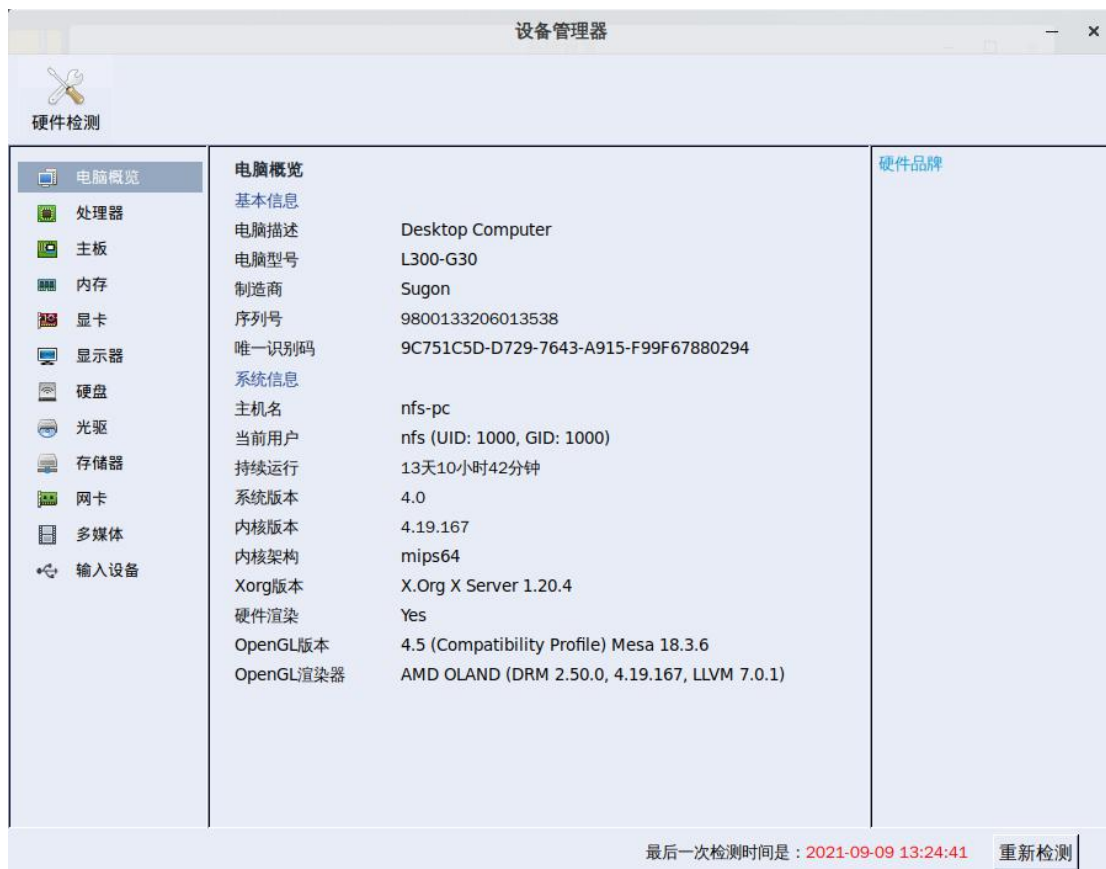 设备管理器
硬件检测
电脑概览
处理器
主板
内存
显卡
显示器
硬盘
光驱
存储器
网卡
多媒体
输入设备
电脑概览
基本信息
电脑描述 Desktop Computer
电脑型号 L300-G30
制造商 Sugon
序列号 9800133206013538
唯一识别码 9C751C5D-D729-7643-A915-F99F67880294
系统信息
主机名 nfs-pc
当前用户 nfs (UID: 1000, GID: 1000)
持续运行 13天10小时42分钟
系统版本 4.0
内核版本 4.19.167
内核架构 mips64
Xorg版本 X.Org X Server 1.20.4
硬件渲染 Yes
OpenGL版本 4.5 (Compatibility Profile) Mesa 18.3.6
OpenGL渲染器 AMD OLAND (DRM 2.50.0, 4.19.167, LLVM 7.0.1)
硬件品牌
最后一次检测时间是：2021-09-09 13:24:41 重新检测